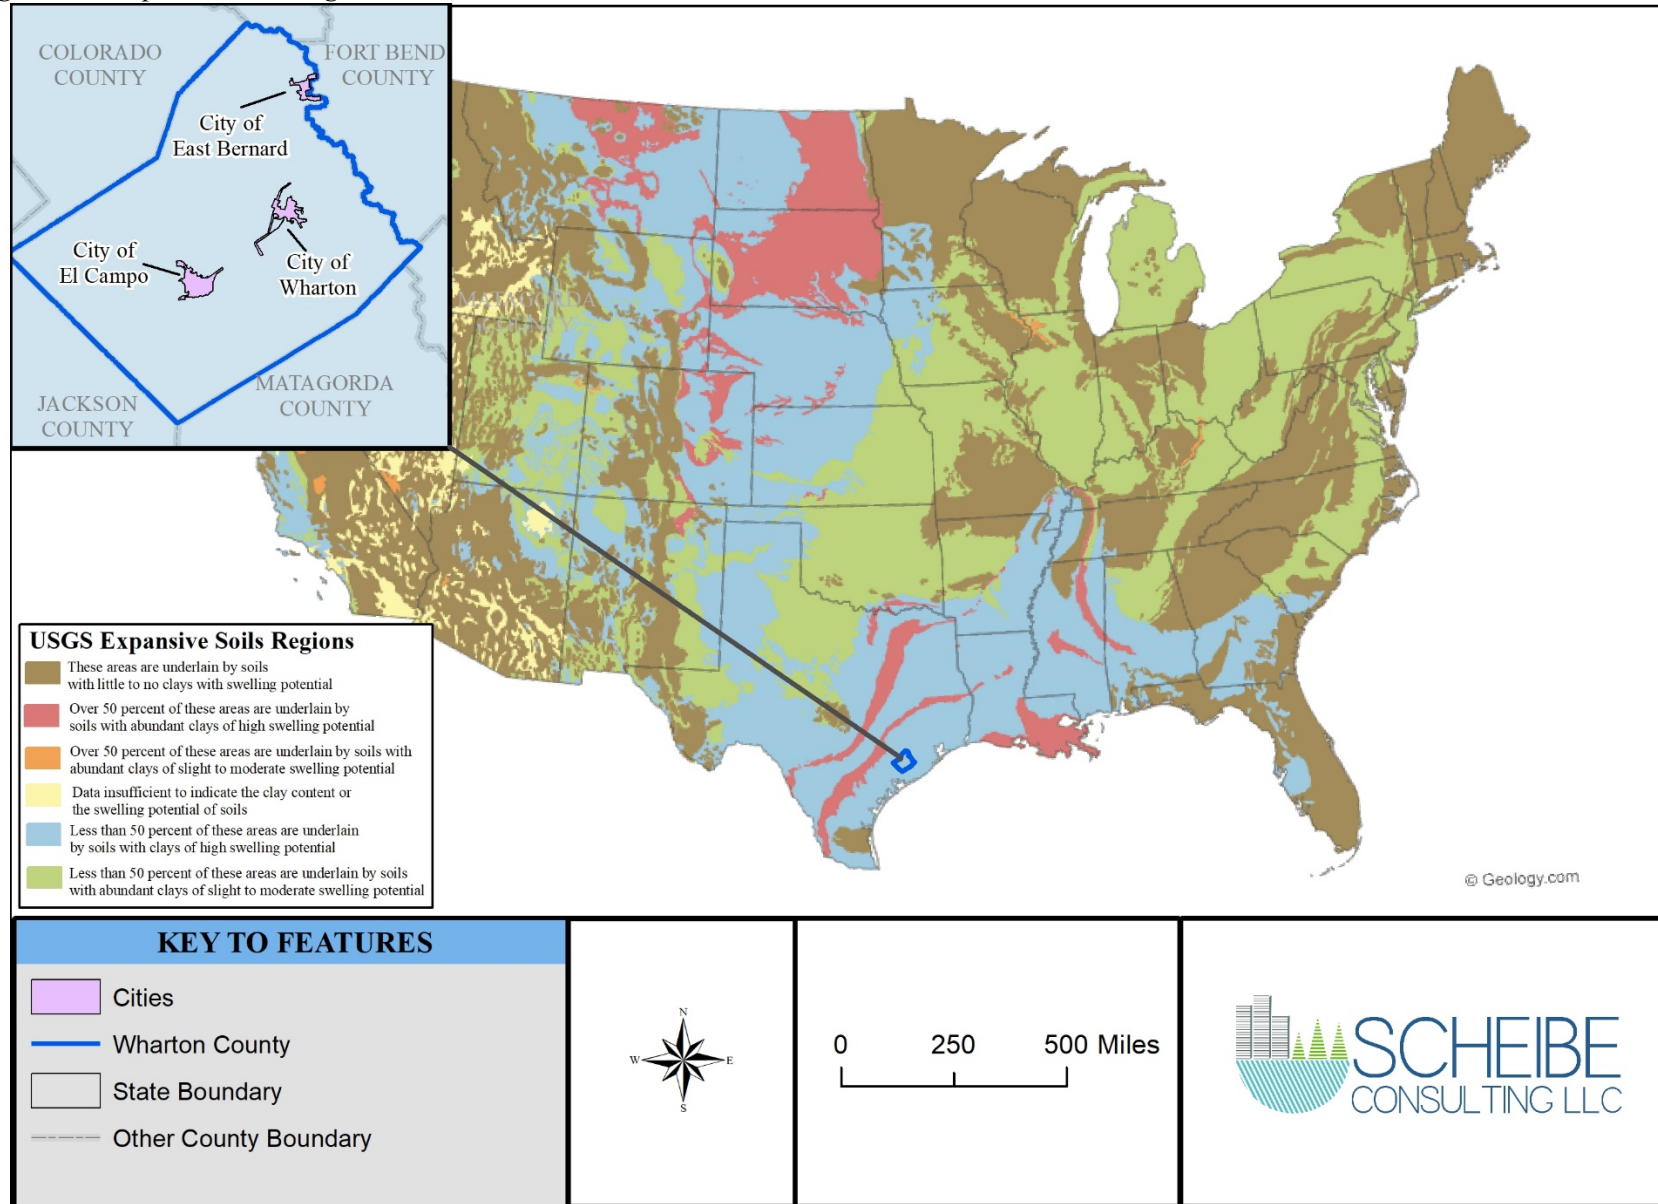 COLORADO
COUNTY
FORT BEND
COUNTY
City of
East Bernard
City of
El Campo
City of
Wharton
MATAGORDA
COUNTY
JACKSON
COUNTY
MATAGORDA
USGS Expansive Soils Regions
These areas are underlain by soils
with little to no clays with swelling potential
Over 50 percent of these areas are underlain by
soils with abundant clays of high swelling potential
Over 50 percent of these areas are underlain by soils with
abundant clays of slight to moderate swelling potential
Data insufficient to indicate the clay content or
the swelling potential of soils
Less than 50 percent of these areas are underlain
by soils with clays of high swelling potential
Less than 50 percent of these areas are underlain by soils
with abundant clays of slight to moderate swelling potential
© Geology.com
KEY TO FEATURES
Cities
Wharton County
State Boundary
Other County Boundary
N
W E
S
0 250 500 Miles
SCHEIBE
CONSULTING LLC